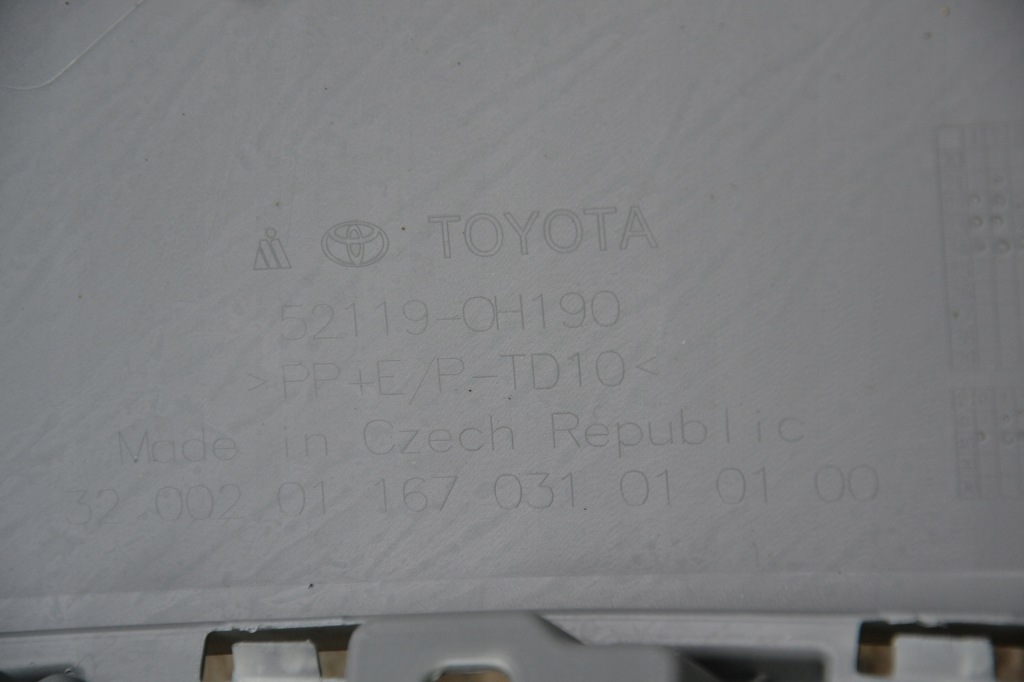 TOYOTA
52119-0H190
>PP+E/P-TD10<
Made in Czech Republic
32 002 01 167 031 01 01 00